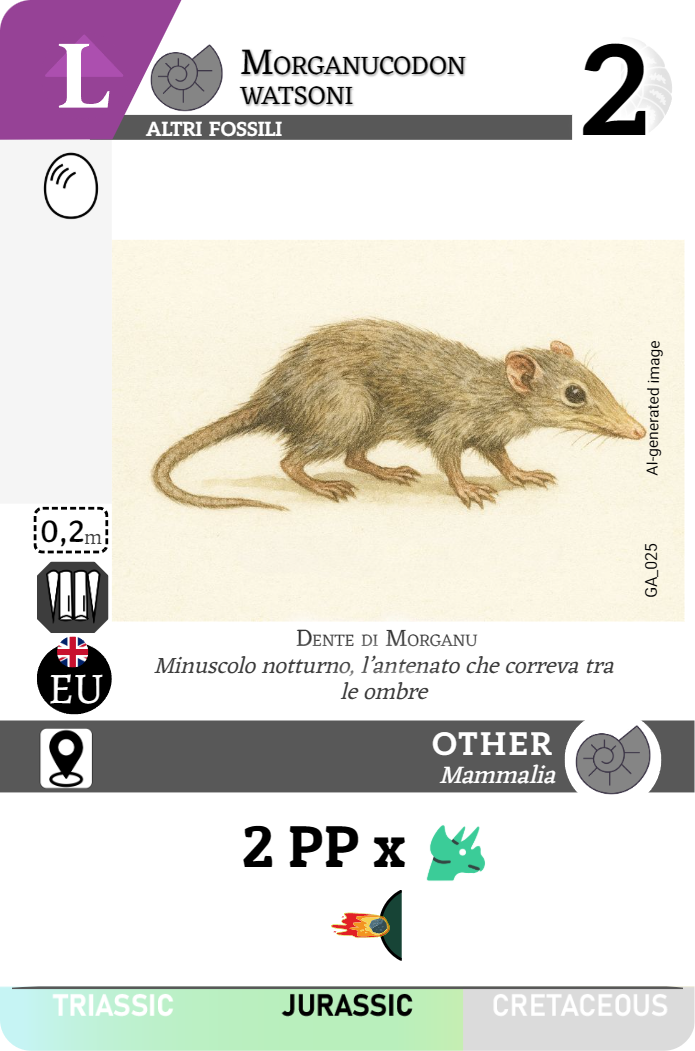 L
MORGANUCODON
WATSONI
2
ALTRI FOSSILI
AI-generated image
GA_025
0,2m
EU
DENTE DI MORGANU
Minuscolo notturno, l'antenato che correva tra
le ombre
OTHER
Mammalia
2 PP x
TRIASSIC
JURASSIC
CRETACEOUS